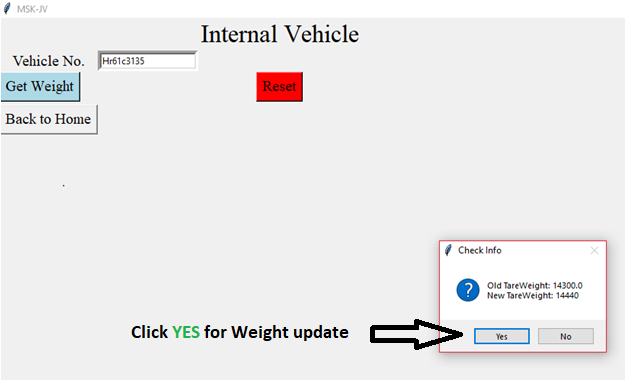 MSK-JV
Internal Vehicle
Vehicle No. Hr61c3135
Get Weight Reset
Back to Home
Check Info
Old TareWeight: 14300.0
New TareWeight: 14440
Click YES for Weight update
Yes No